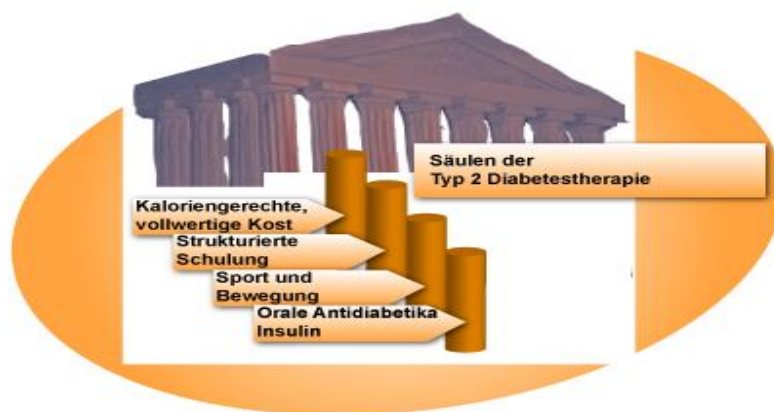 Säulen der
Typ 2 Diabetestherapie
Kaloriengerechte,
vollwertige Kost
Strukturierte
Schulung
Sport und
Bewegung
Orale Antidiabetika
Insulin